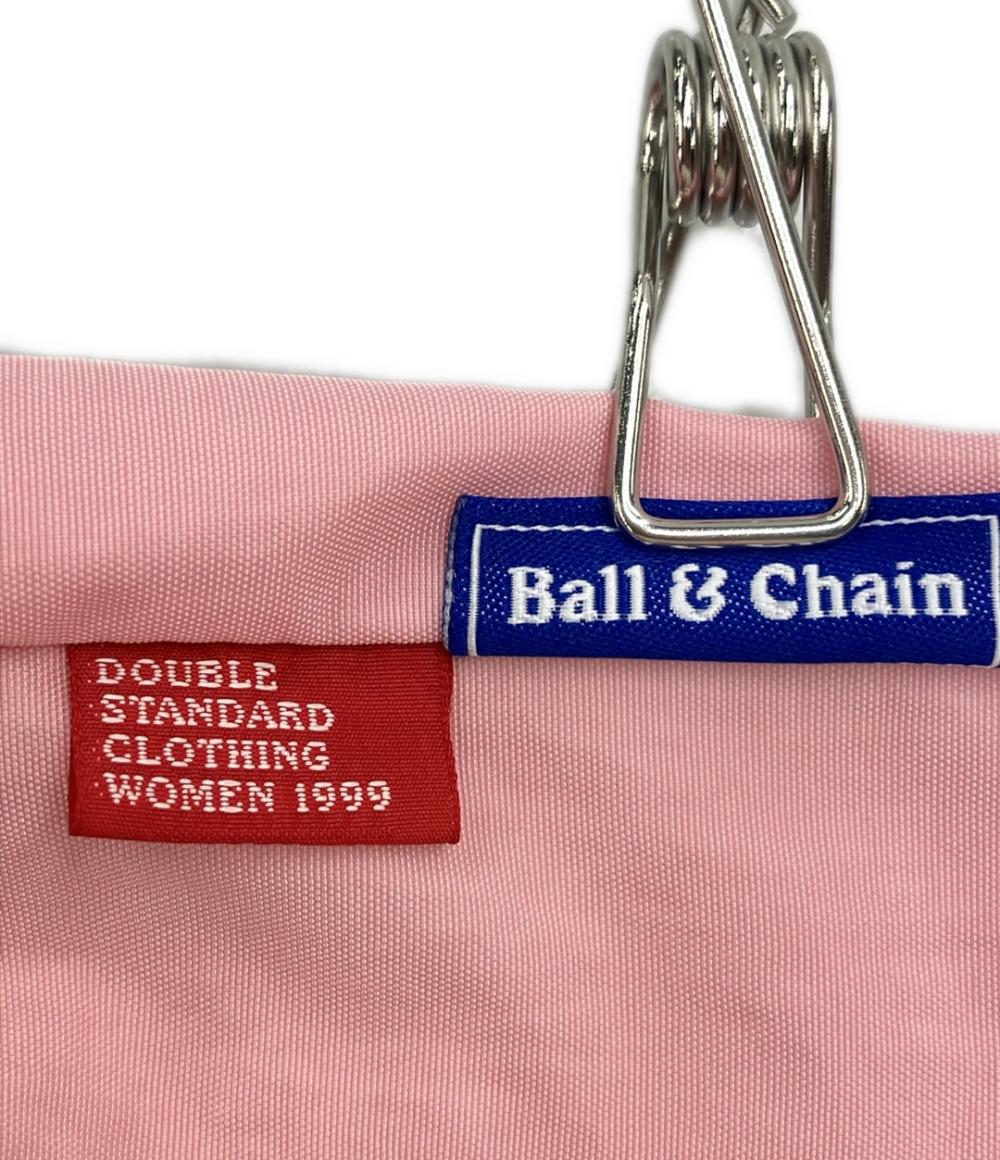 Ball & Chain
DOUBLE
STANDARD
CLOTHING
WOMEN 1999